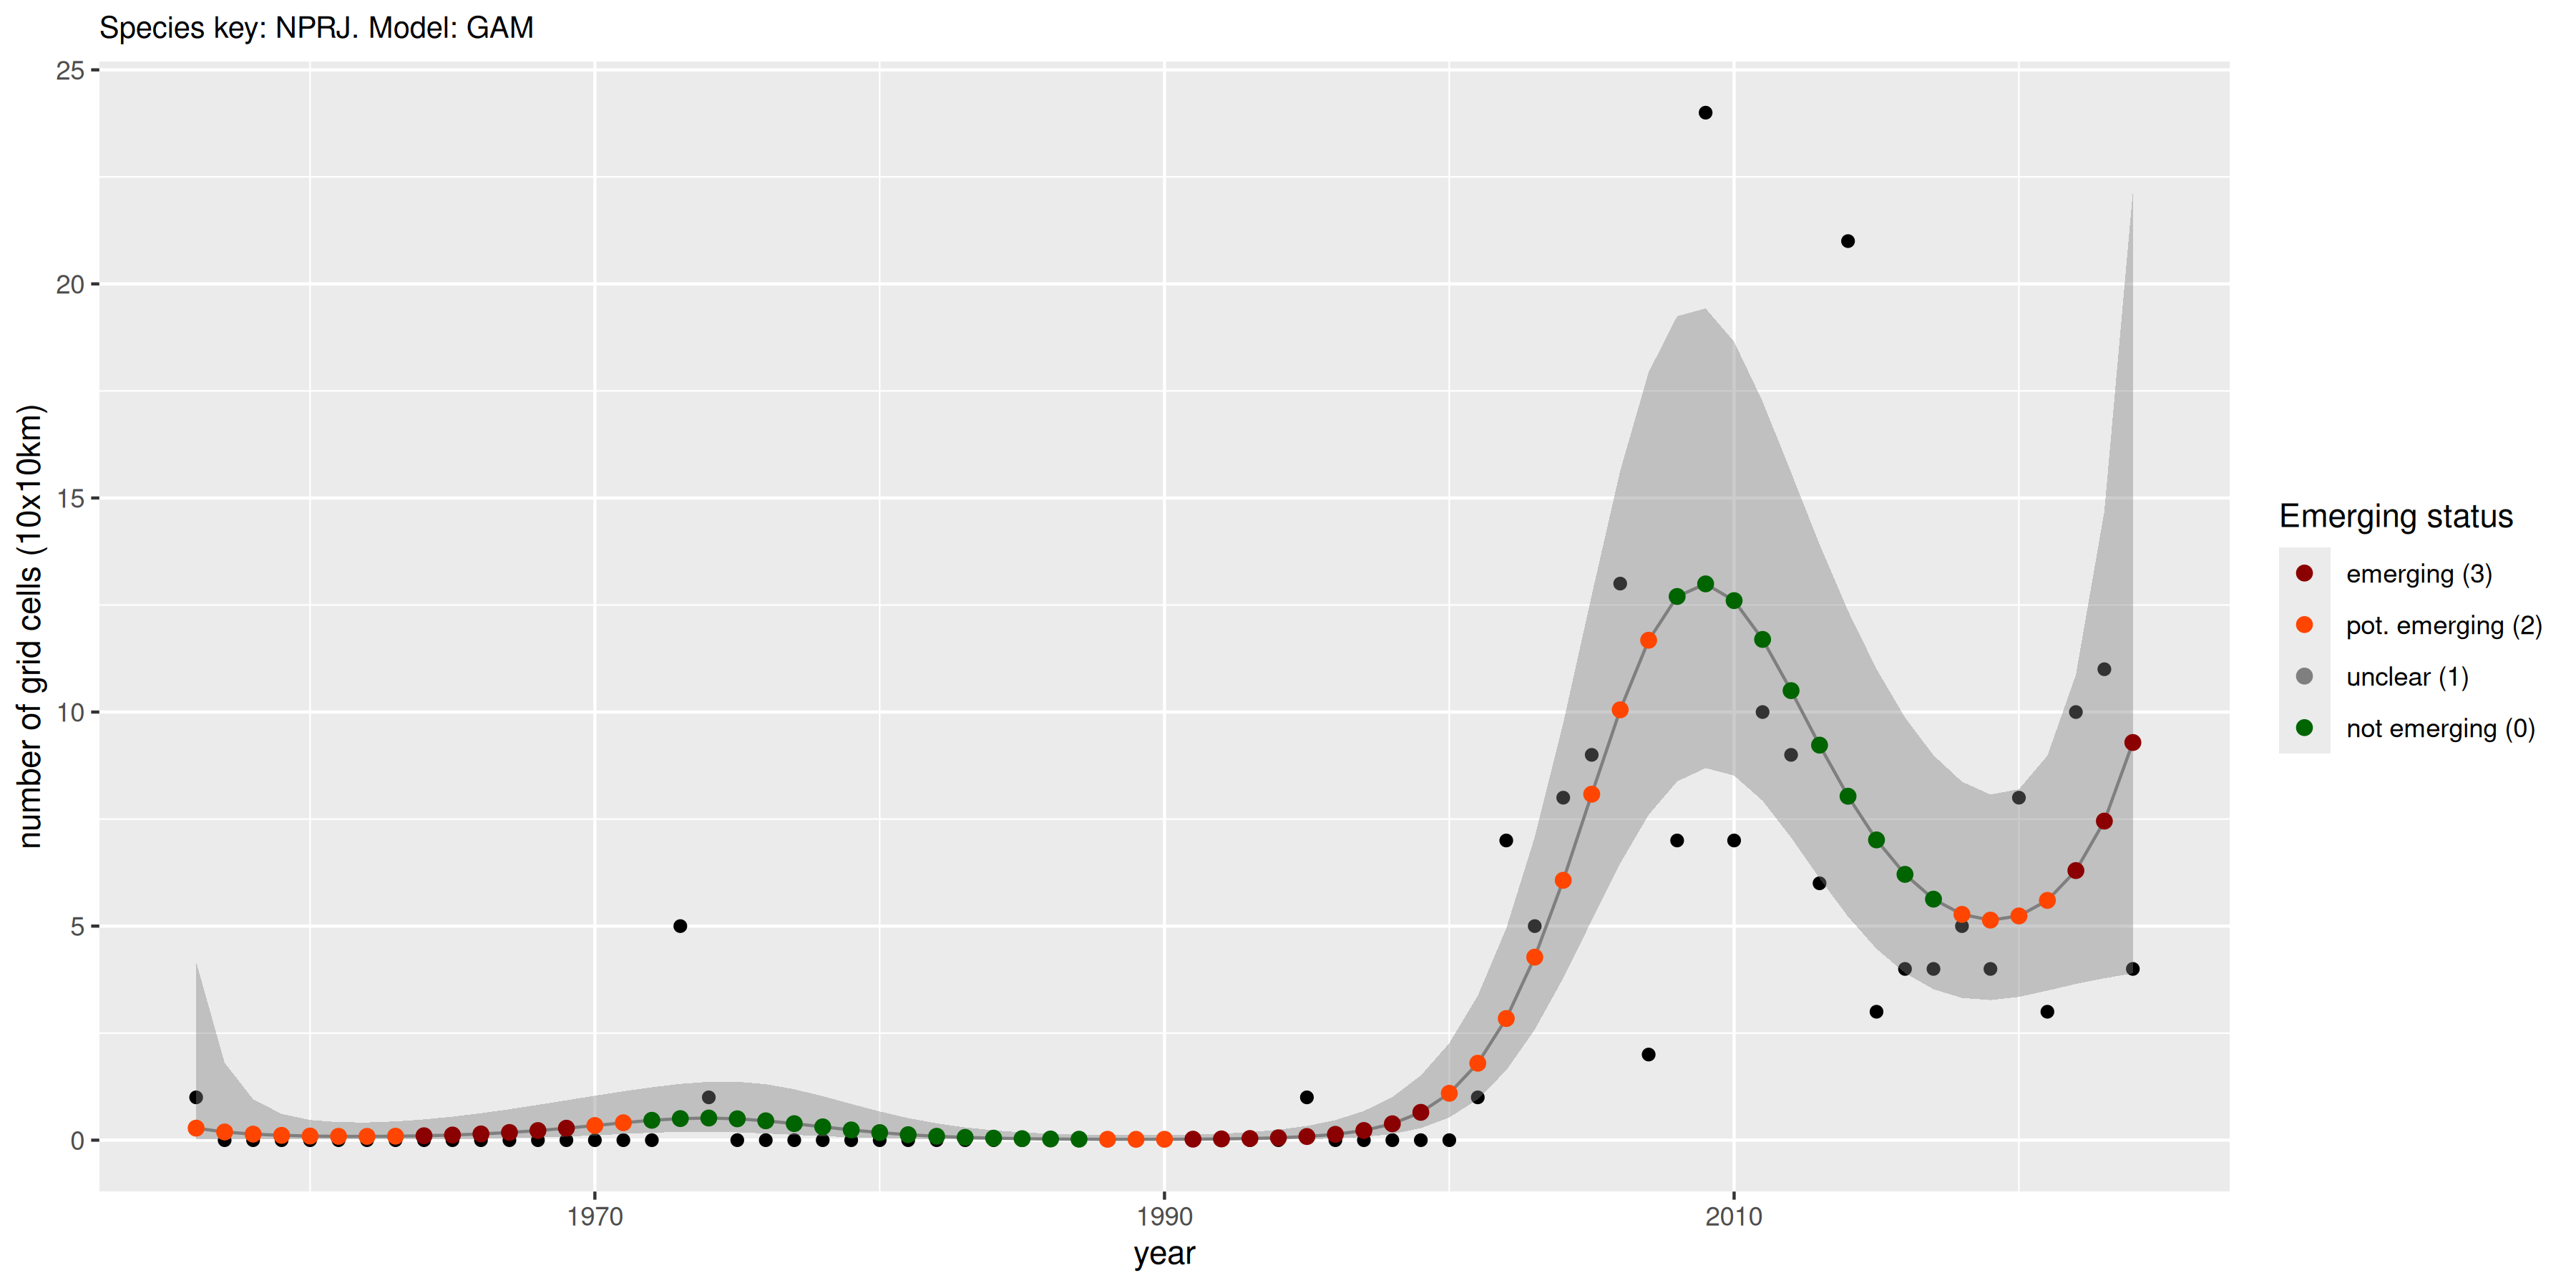 Species key: NPRJ. Model: GAM
25
20
15
10
5
0
number of grid cells (10x10km)
1970
1990
2010
year
Emerging status
emerging (3)
pot. emerging (2)
unclear (1)
not emerging (0)